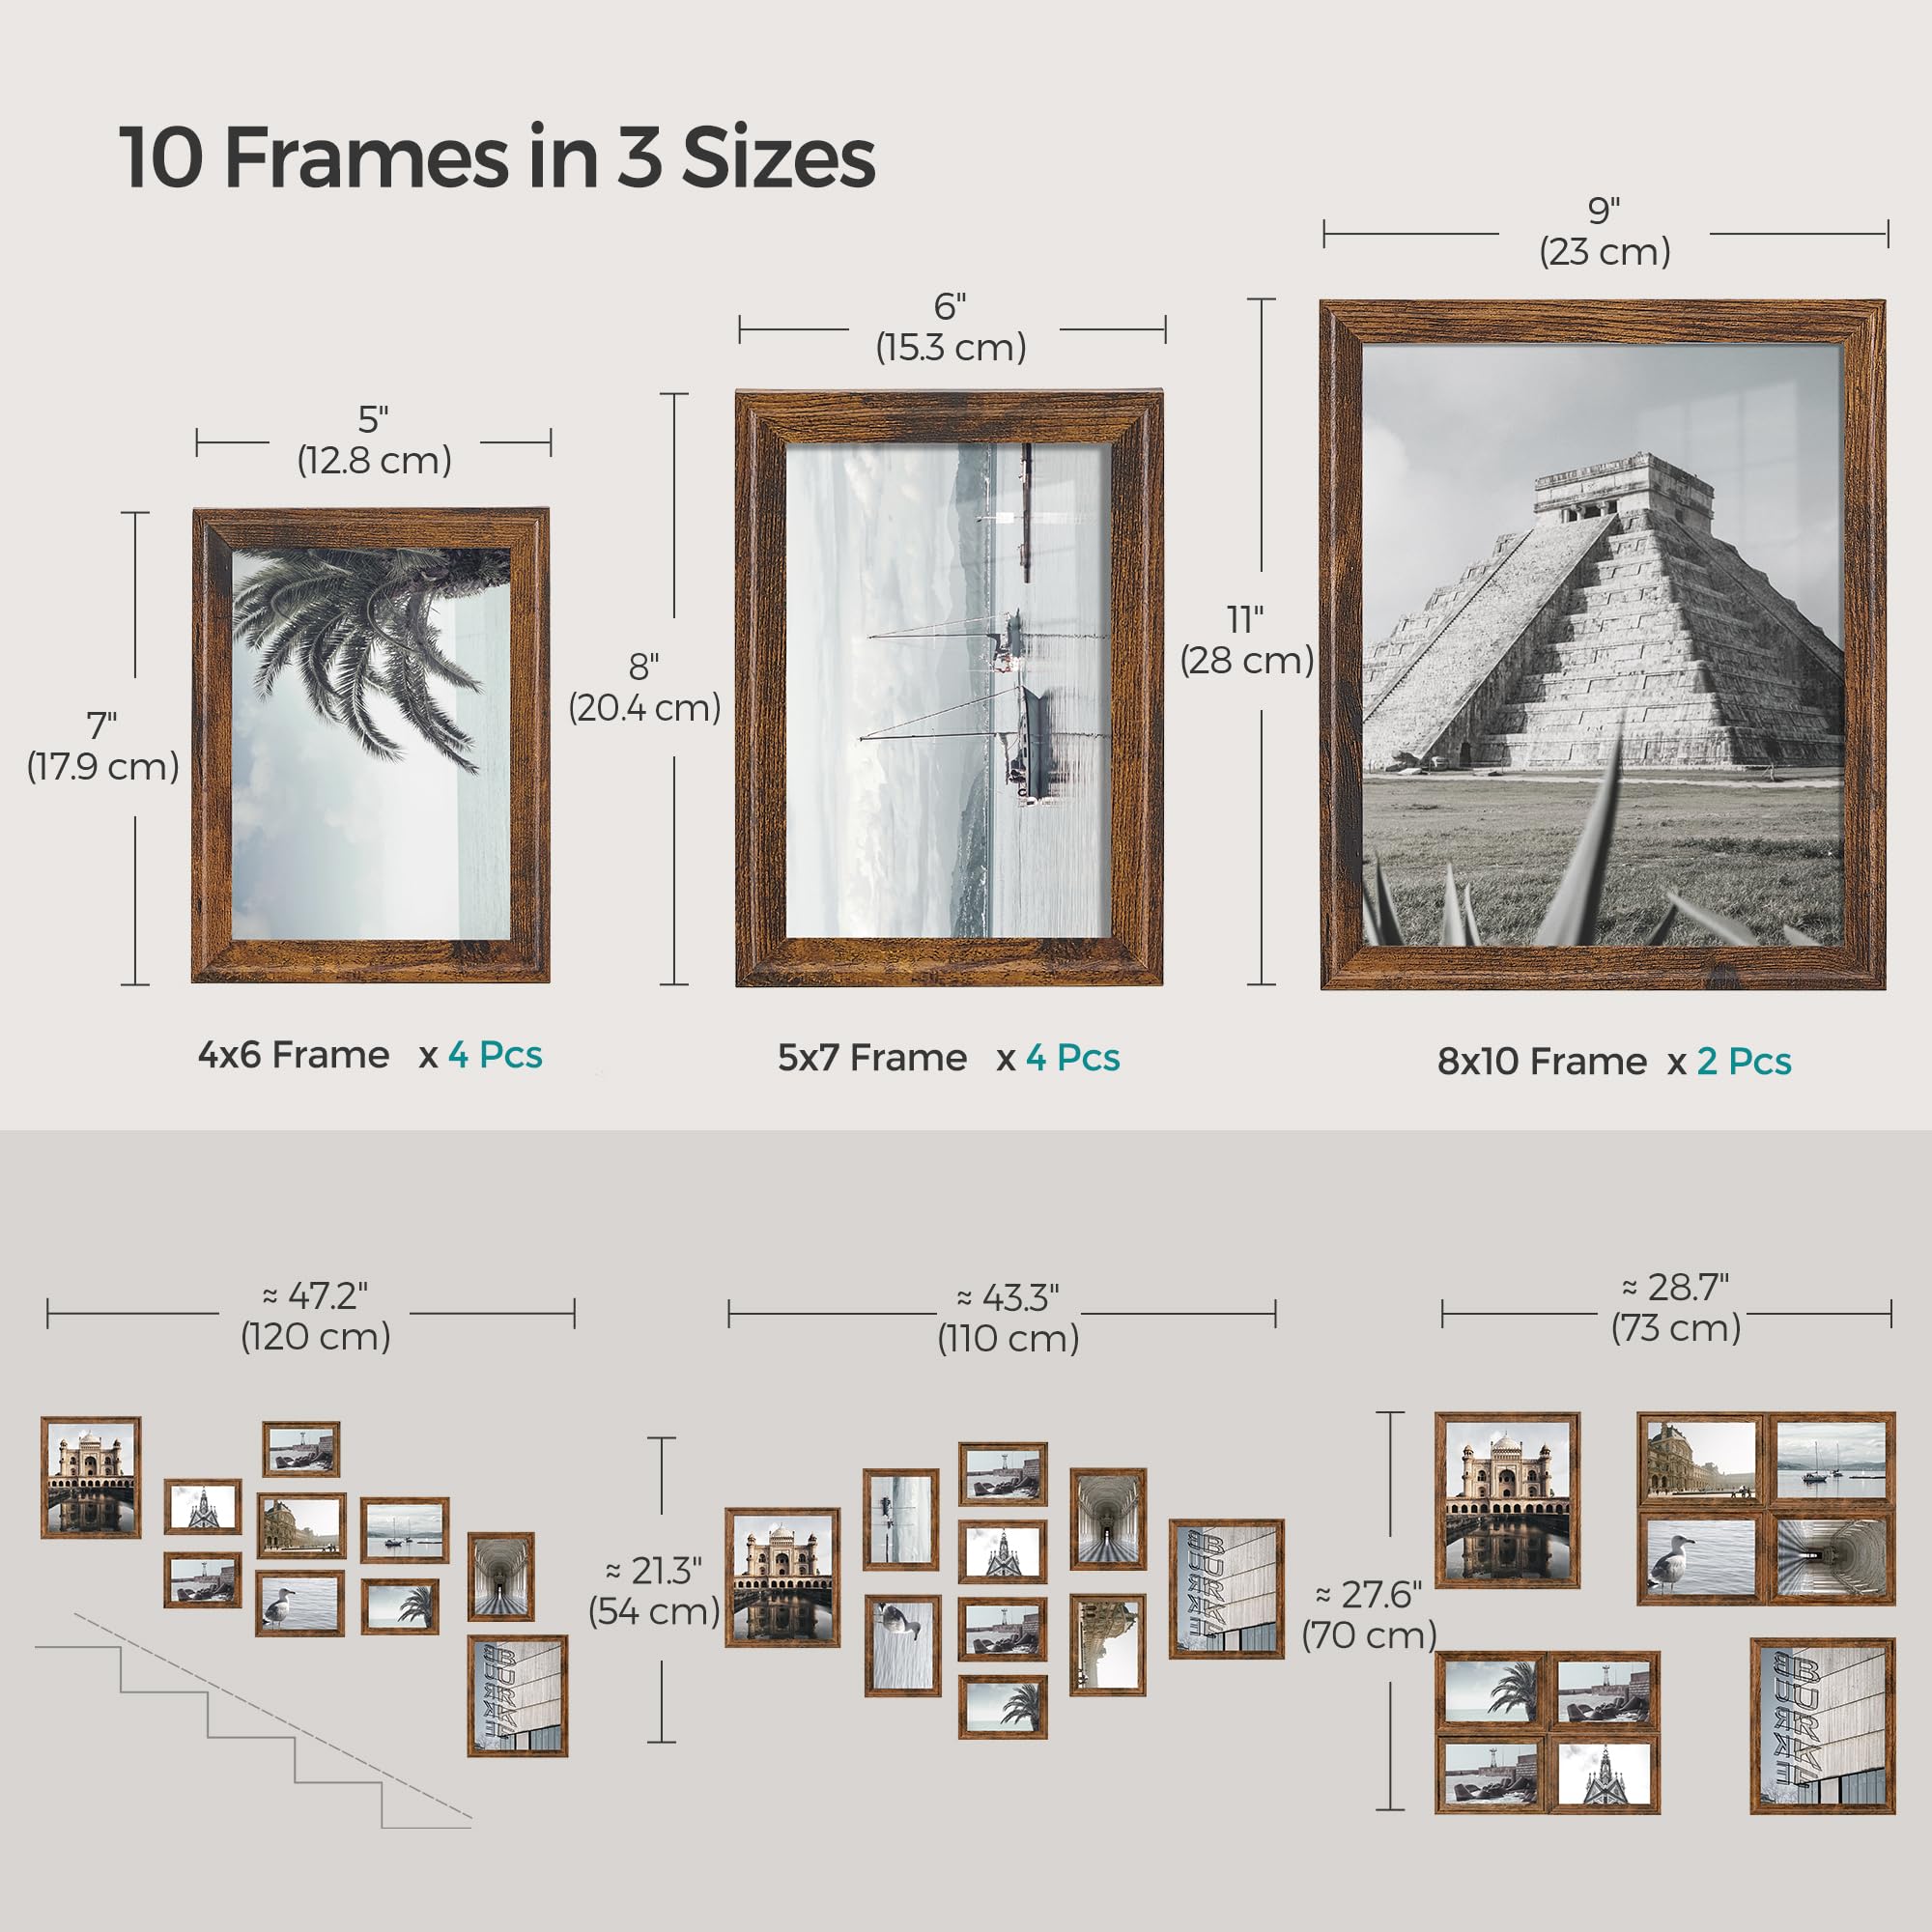 10 Frames in 3 Sizes
9"
(23 cm)
6"
(15.3 cm)
5"
(12.8 cm)
11"
(28 cm)
8"
(20.4 cm)
7"
(17.9 cm)
4x6 Frame x 4 Pcs
5x7 Frame x 4 Pcs
8x10 Frame x 2 Pcs
≈ 47.2"
(120 cm)
≈ 43.3"
(110 cm)
≈ 28.7"
(73 cm)
≈ 21.3"
(54 cm)
≈ 27.6"
(70 cm)